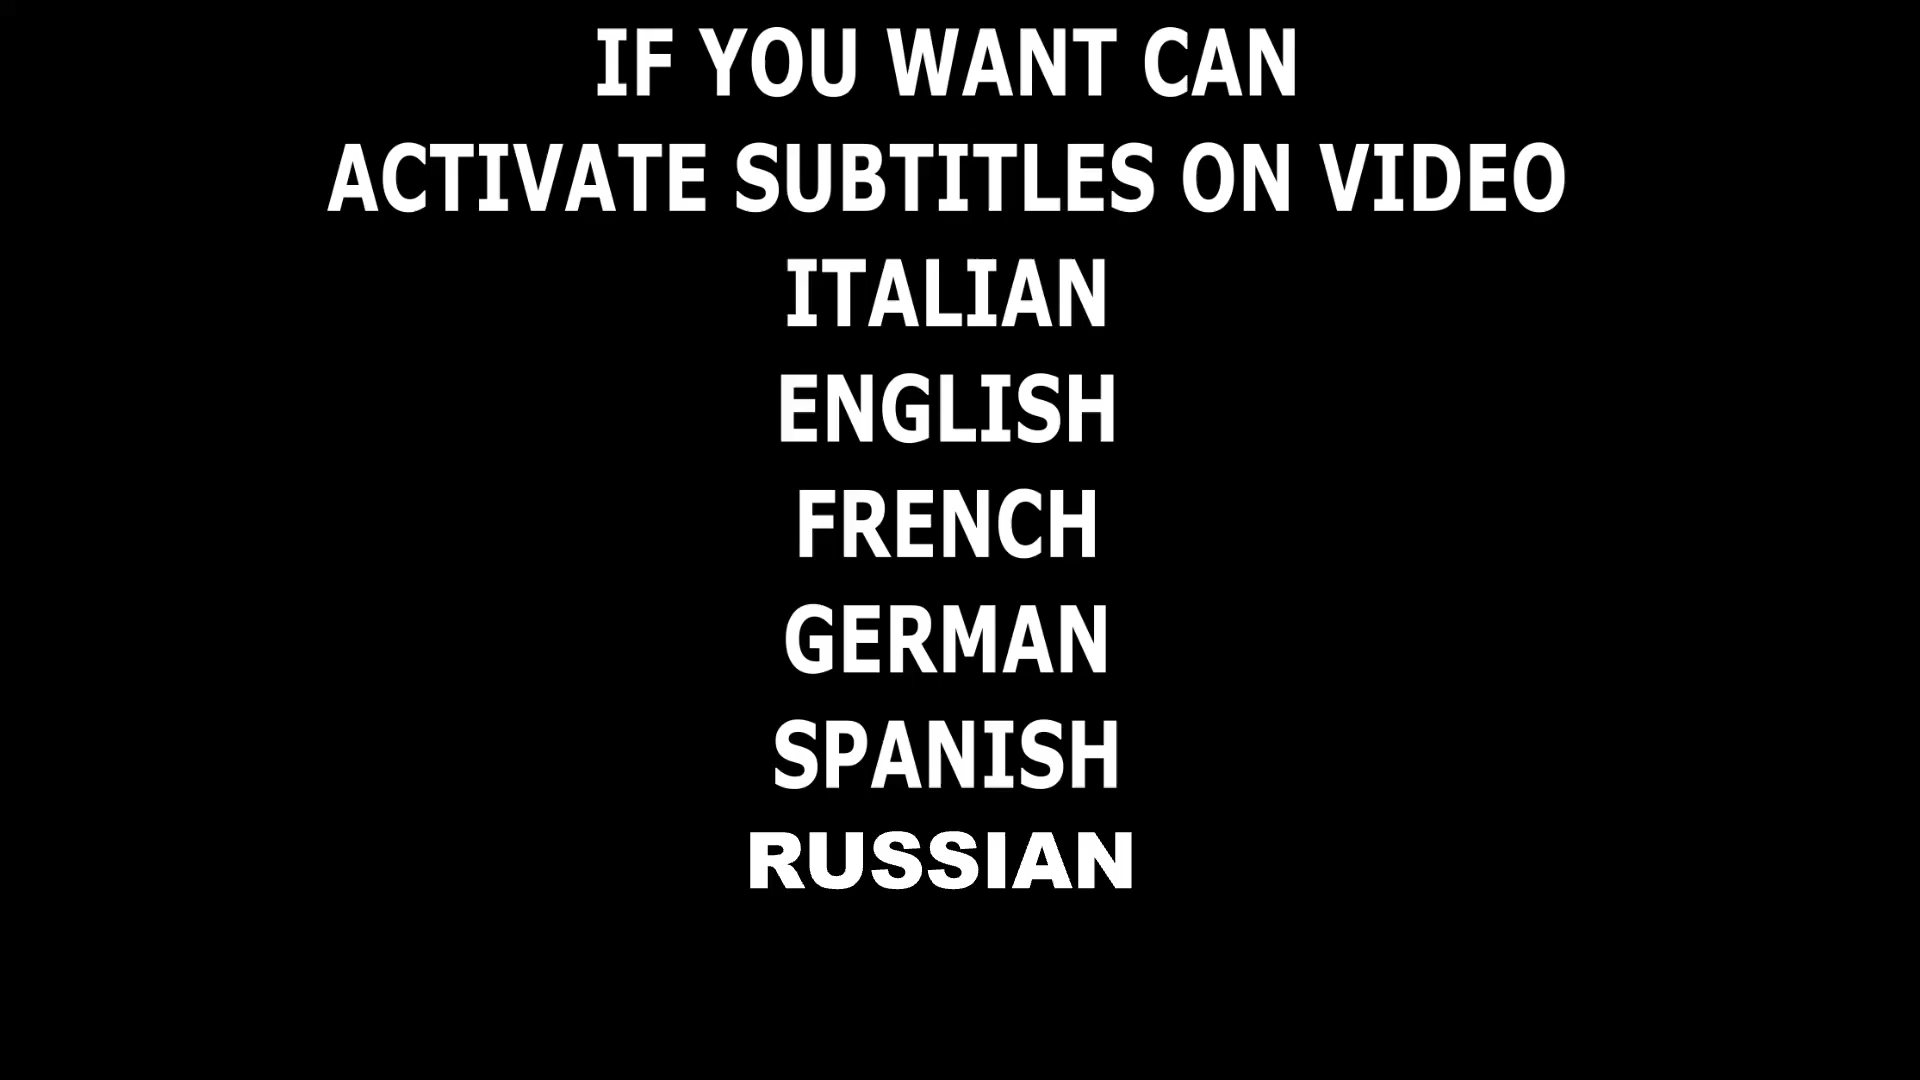 IF YOU WANT CAN
ACTIVATE SUBTITLES ON VIDEO
ITALIAN
ENGLISH
FRENCH
GERMAN
SPANISH
RUSSIAN